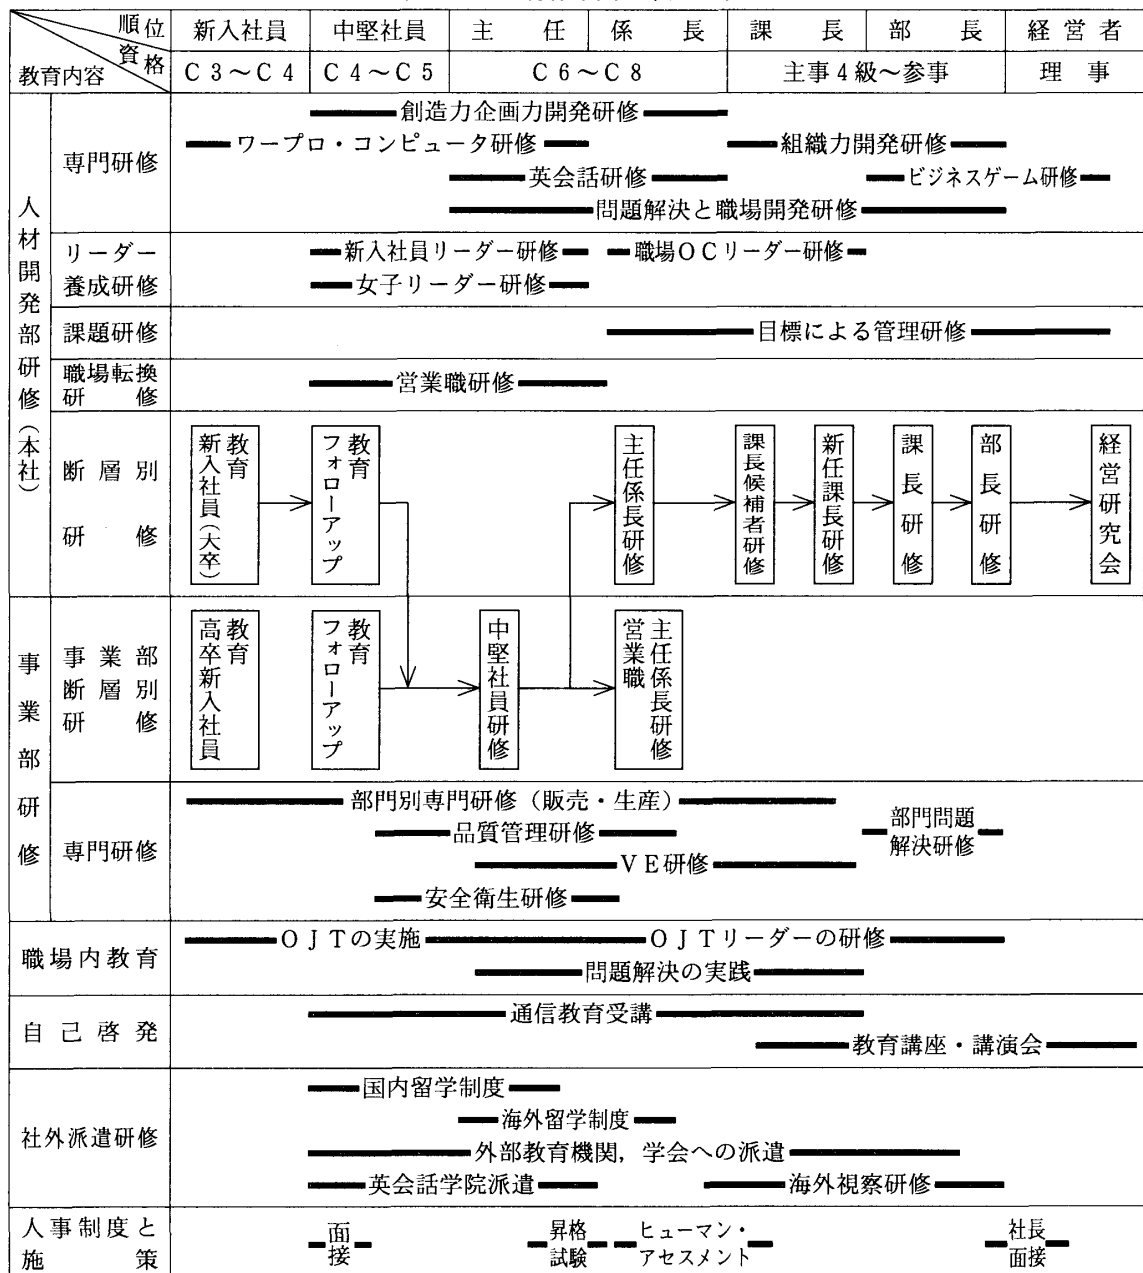 順位
資格
教育内容
新入社員 中堅社員 主任 係長 課長 部長 経営者
C3～C4 C4～C5 C6～C8 主事4級～参事 理事
人材開発部研修（本社）
専門研修
創造力企画力開発研修
ワープロ・コンピュータ研修 組織力開発研修
英会話研修 ビジネスゲーム研修
問題解決と職場開発研修
リーダー
養成研修
新入社員リーダー研修 職場OCリーダー研修
女子リーダー研修
課題研修
目標による管理研修
職場転換
研修
営業職研修
断層別
研修
新入社員（大卒）
教育
フォローアップ
教育
主任係長研修
課長候補者研修
新任課長研修
課長研修
部長研修
経営研究会
事業部研修
事業部
断層別
研修
高卒新入社員
教育
フォローアップ
教育
中堅社員研修
営業職
主任係長研修
専門研修
部門別専門研修（販売・生産）
品質管理研修
部門問題
解決研修
VE研修
安全衛生研修
職場内教育
OJTの実施 OJTリーダーの研修
問題解決の実践
自己啓発
通信教育受講
教育講座・講演会
社外派遣研修
国内留学制度
海外留学制度
外部教育機関，学会への派遣
英会話学院派遣 海外視察研修
人事制度と
施策
面接
昇格
試験
ヒューマン・
アセスメント
社長
面接